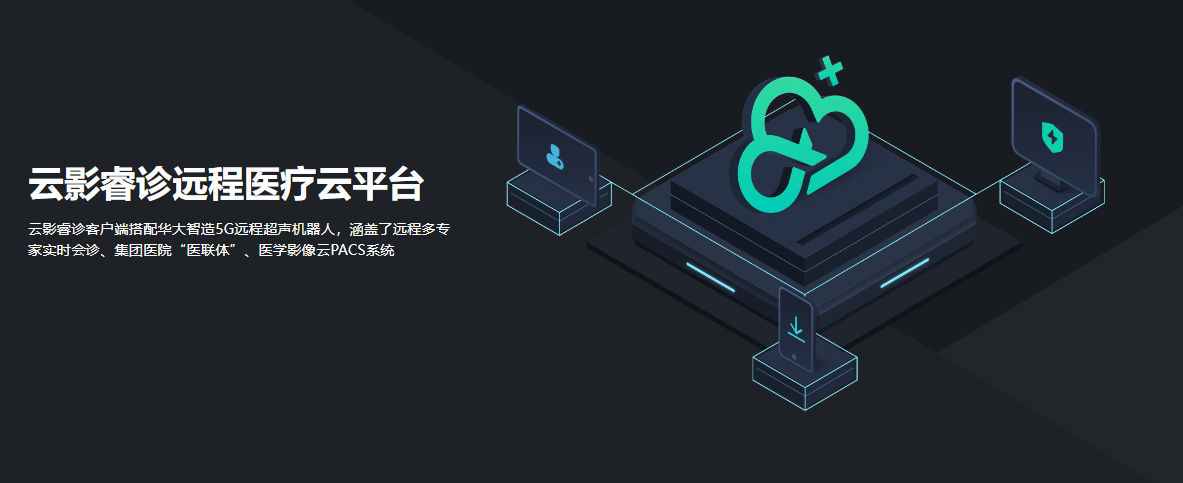 云影睿诊远程医疗云平台
云影睿诊客户端搭配华大智造5G远程超声机器人，涵盖了远程多专
家实时会诊、集团医院“医联体”、医学影像云PACS系统